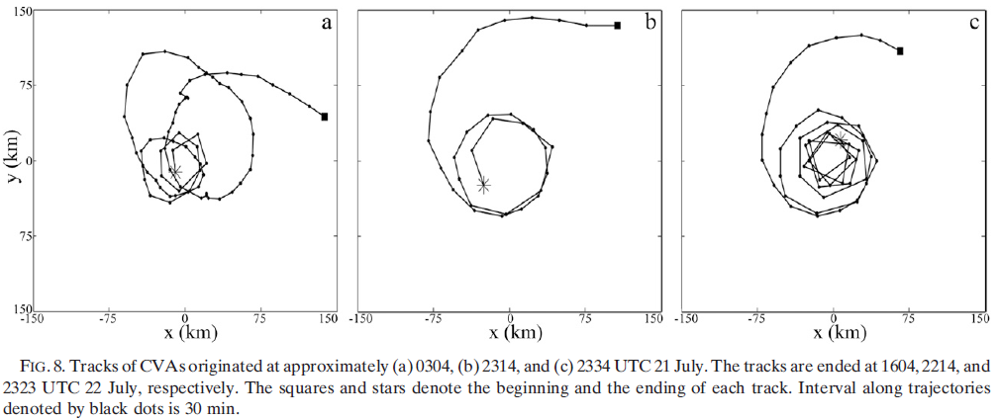 150 a b c
75
y (km) 0
75
150
-150 -75 0 75 150 -150 -75 0 75 150 -150 -75 0 75 150
x (km) x (km) x (km)
FIG. 8. Tracks of CVAs originated at approximately (a) 0304, (b) 2314, and (c) 2334 UTC 21 July. The tracks are ended at 1604, 2214, and
2323 UTC 22 July, respectively. The squares and stars denote the beginning and the ending of each track. Interval along trajectories
denoted by black dots is 30 min.